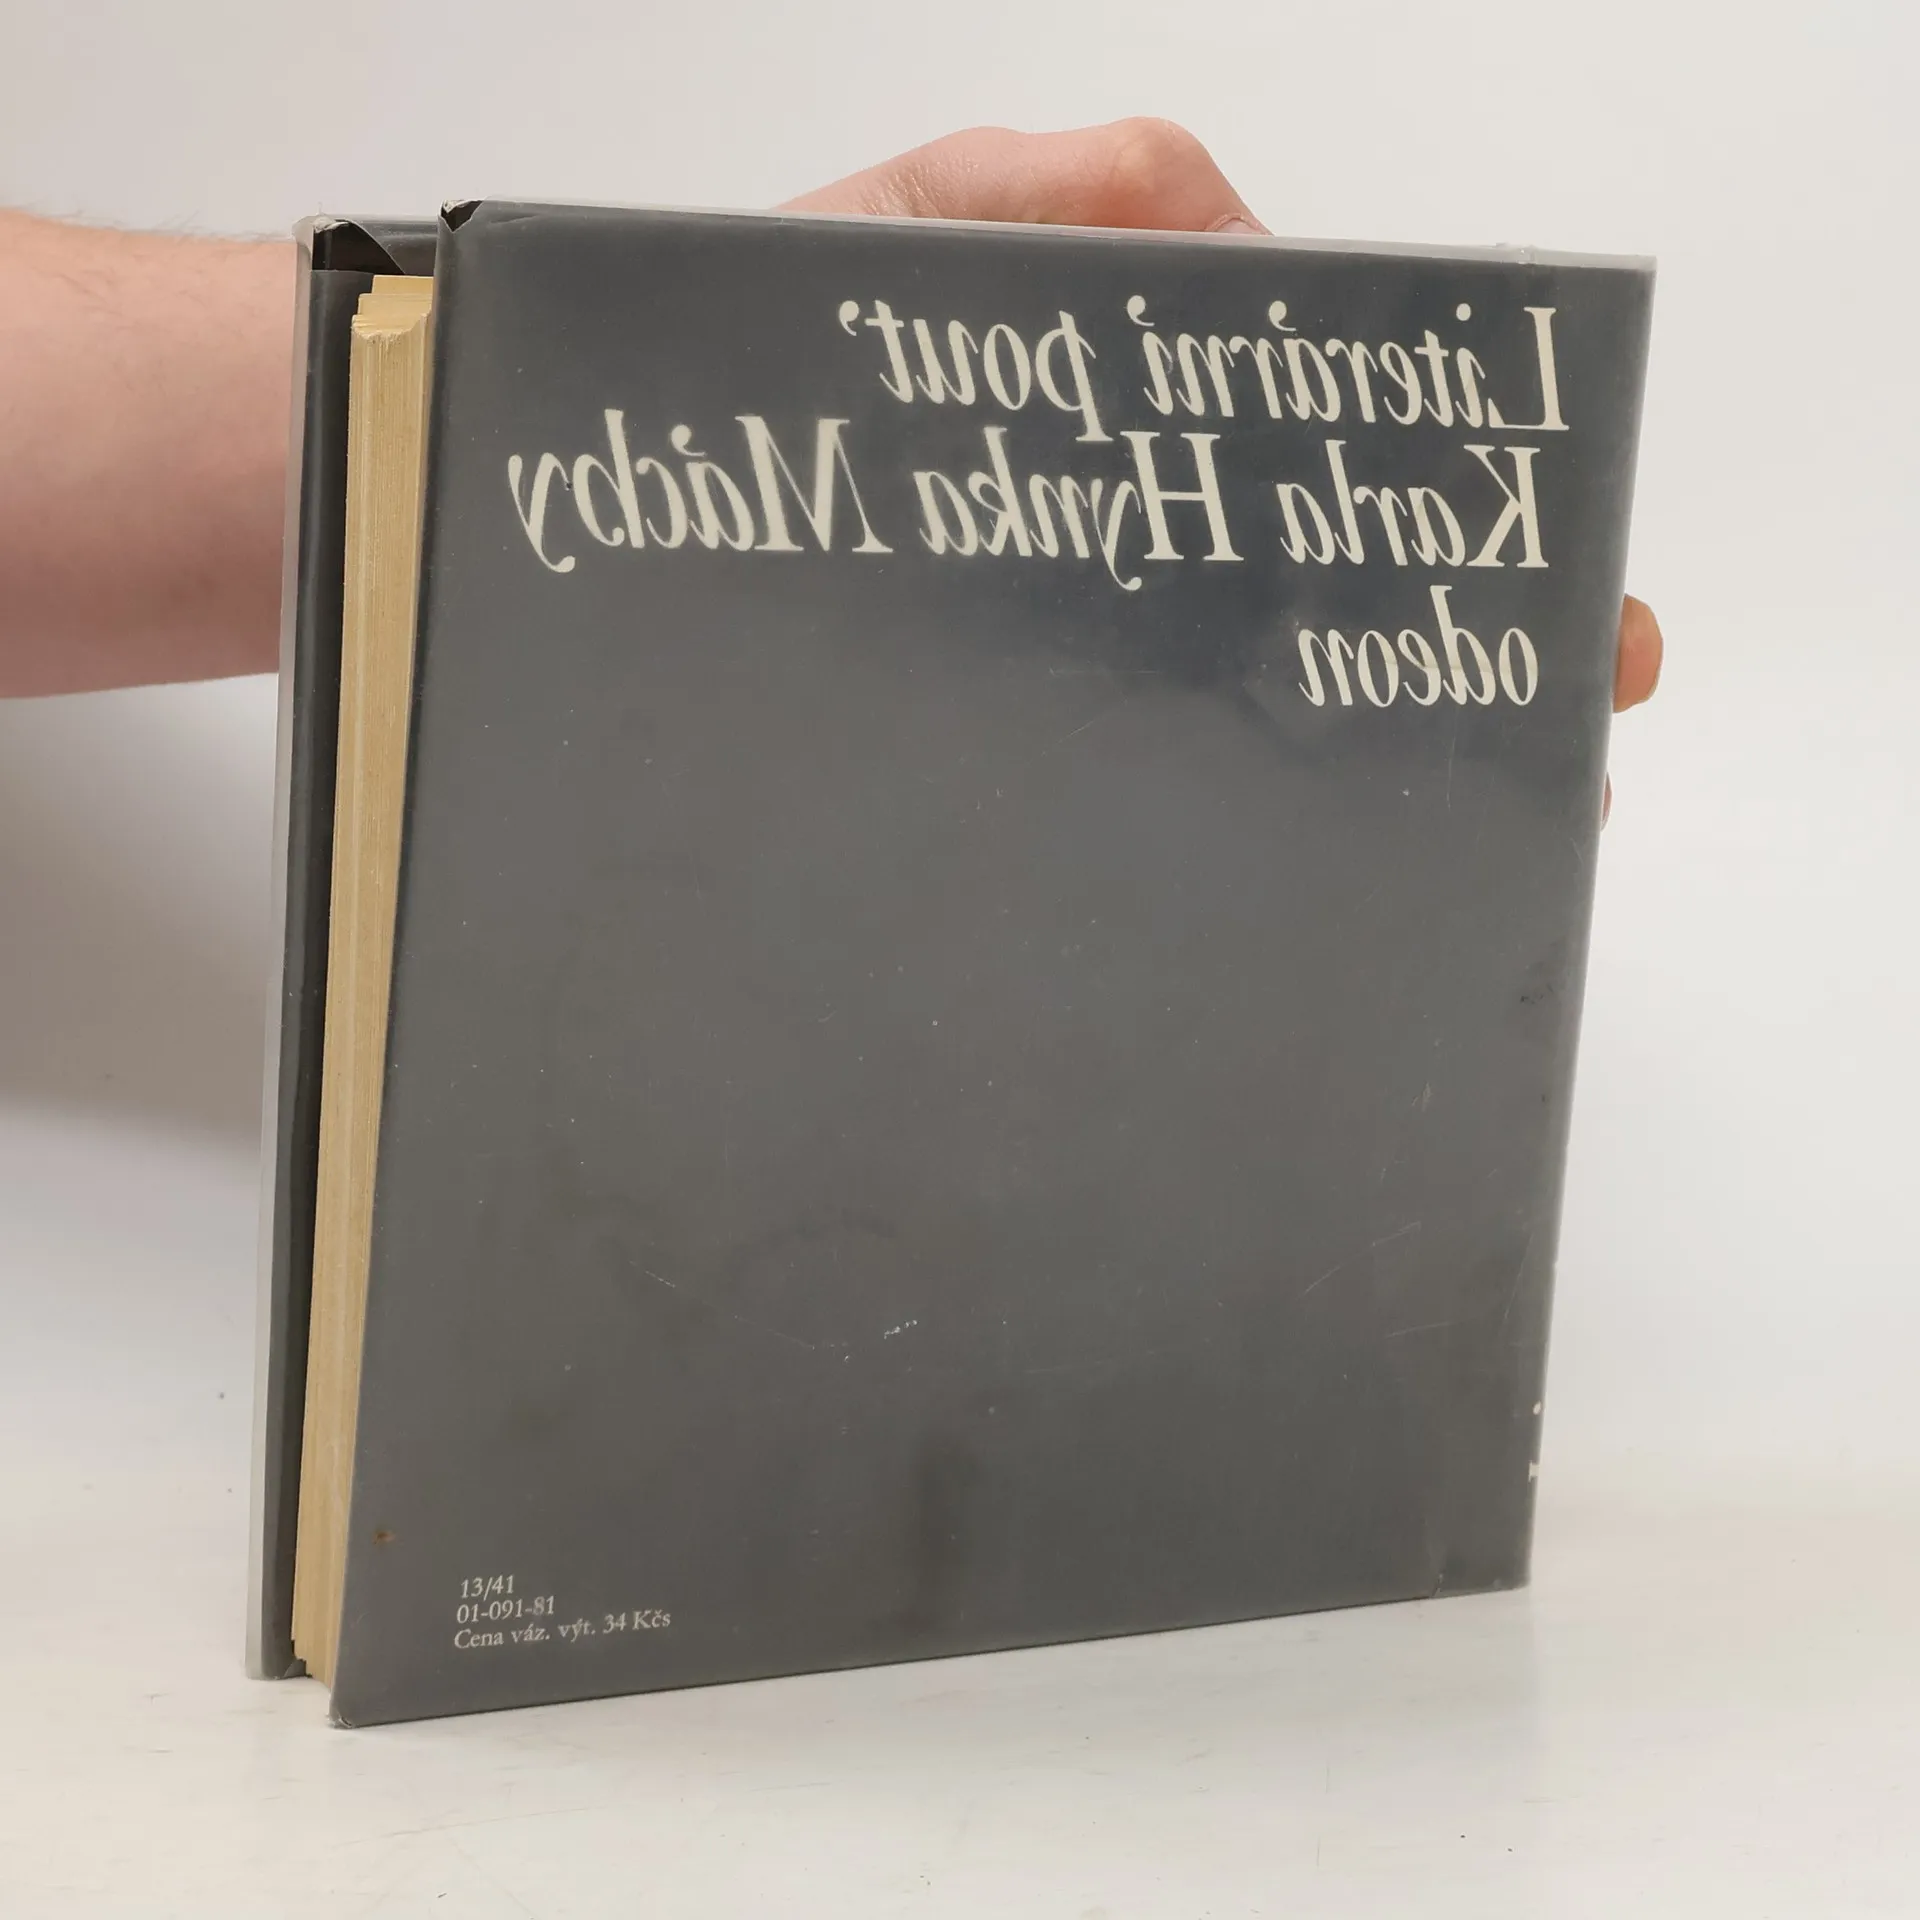 Literární pouť
Karla Hynka Máchy
odeon
13/41
01-091-81
Cena váz. výt. 34 Kčs